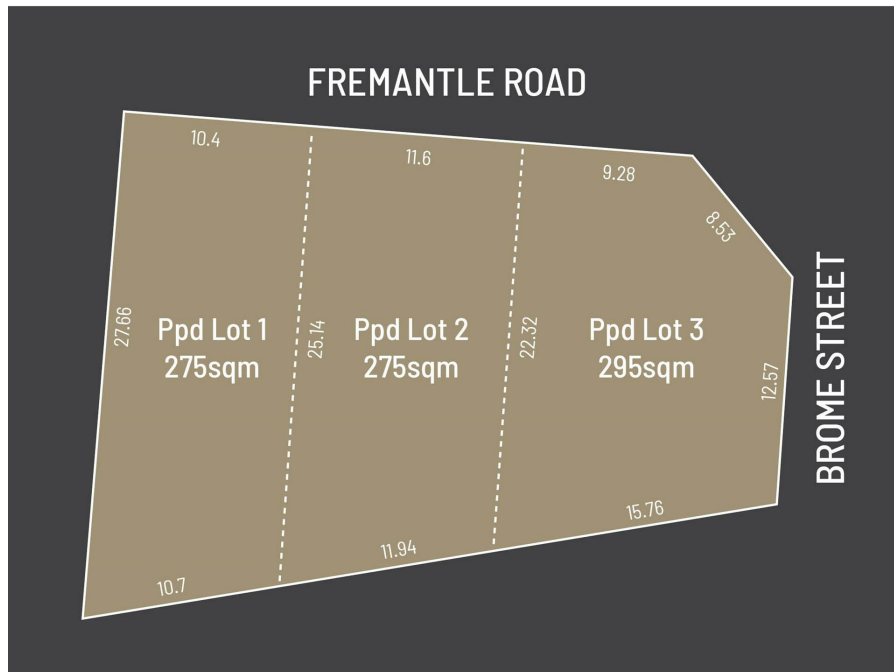 FREMANTLE ROAD
10.4
11.6
9.28
8.53
27.66
Ppd Lot 1
275sqm
25.14
Ppd Lot 2
275sqm
22.32
Ppd Lot 3
295sqm
12.57
BROME STREET
10.7
11.94
15.76